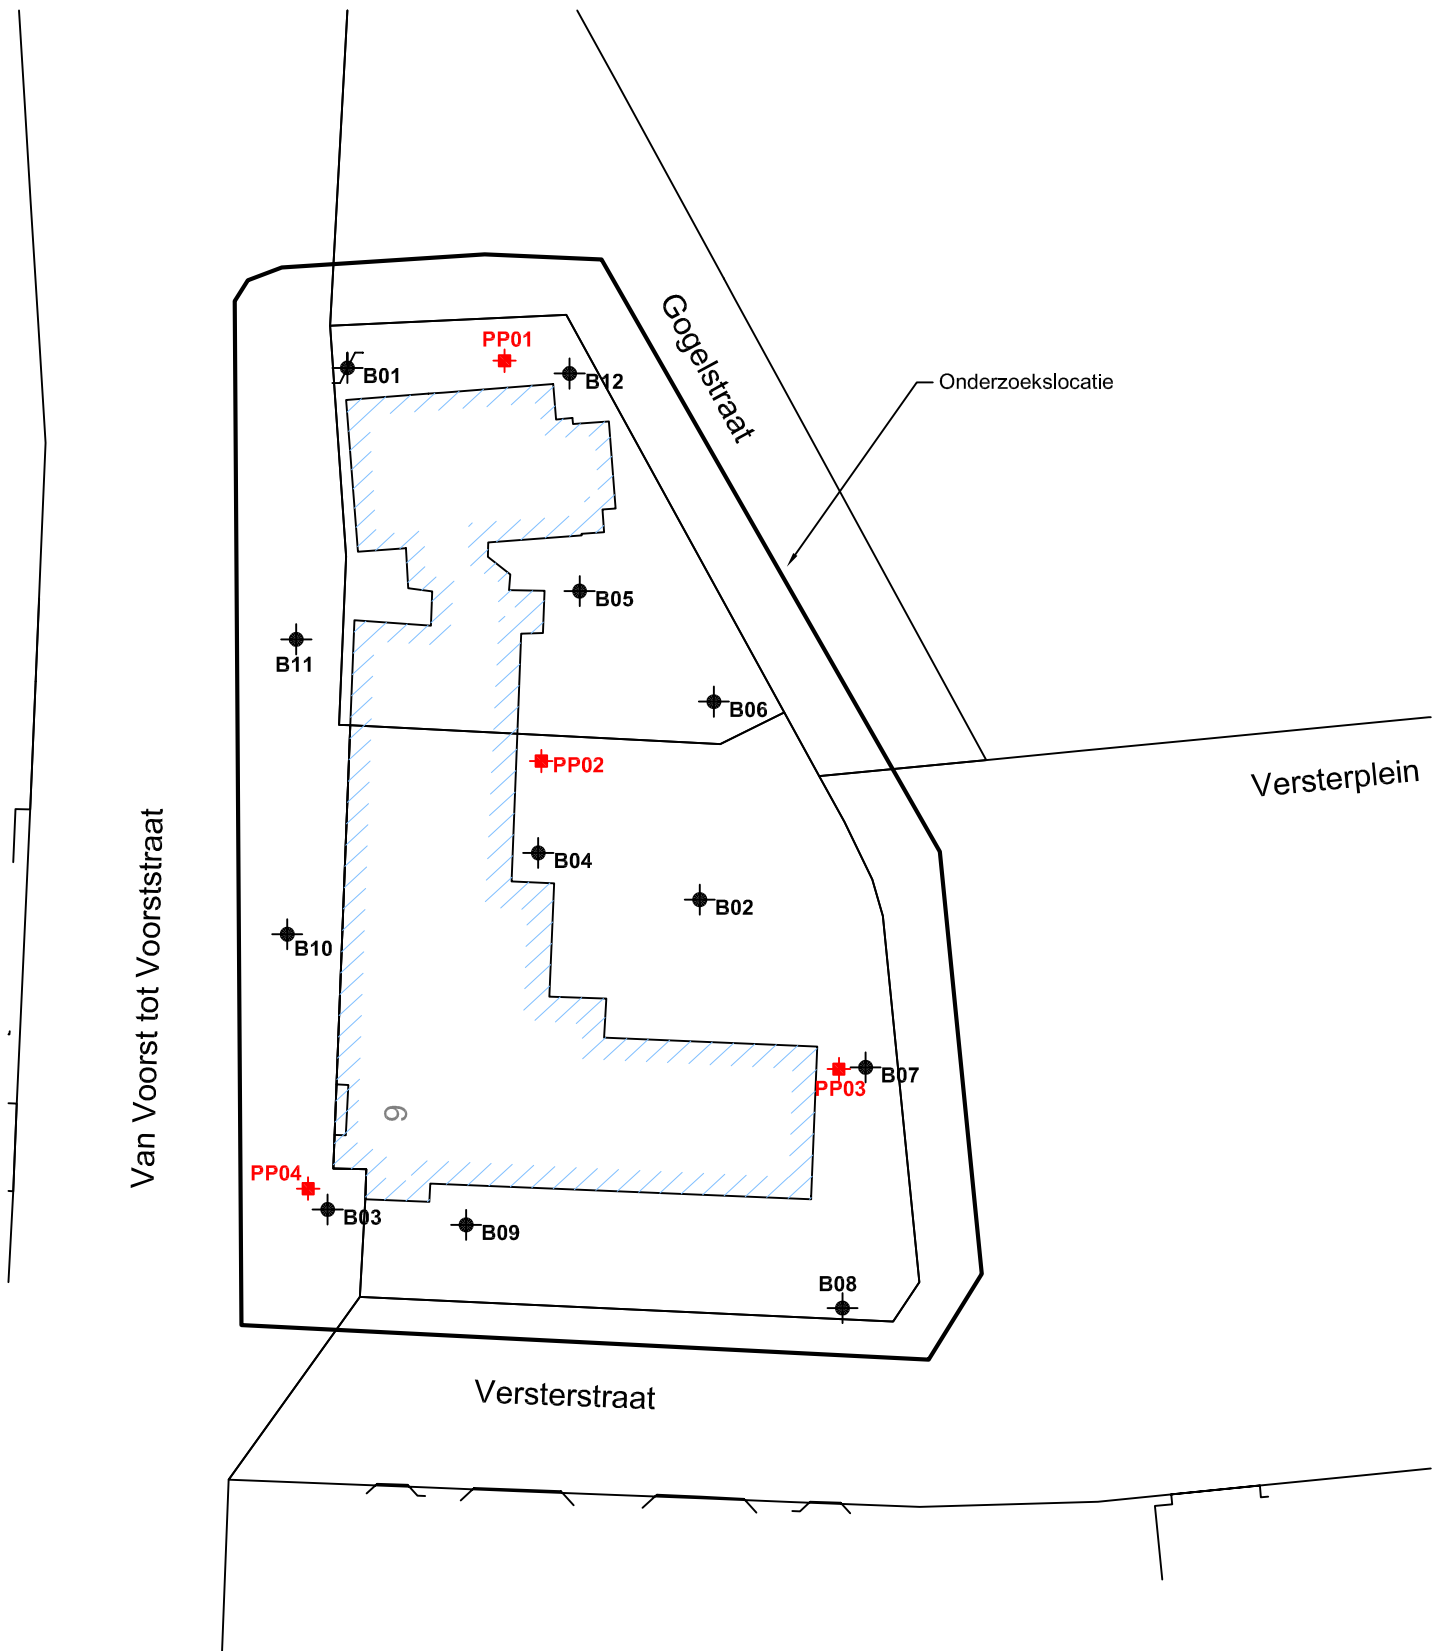 Gogelstraat
PP01
B01
B12
Onderzoekslocatie
B05
B11
B06
PP02
Versterplein
B04
B02
B10
Van Voorst tot Voorststraat
B07
PP03
9
PP04
B03
B09
B08
Versterstraat